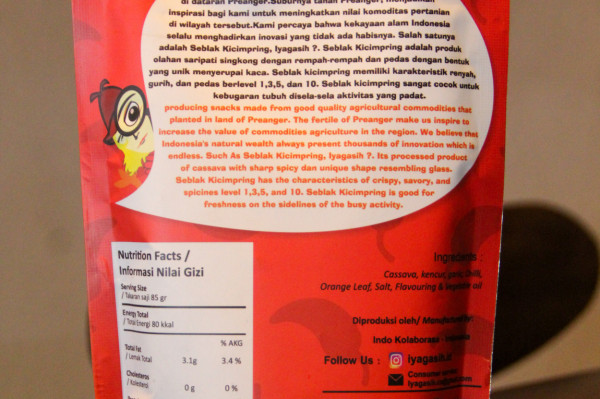 di dataran Preanger.Suburnya tanah Preanger, menjadikan
inspirasi bagi kami untuk meningkatkan nilai komoditas pertanian
di wilayah tersebut.Kami percaya bahwa kekayaan alam Indonesia
selalu menghadirkan inovasi yang tidak ada habisnya. Salah satunya
adalah Seblak Kicimpring, Iyagasih ?. Seblak Kicimpring adalah produk
olahan saripati singkong dengan rempah-rempah dan pedas dengan bentuk
yang unik menyerupai kaca. Seblak kicimpring memiliki karakteristik renyah,
gurih, dan pedas berlevel 1,3,5, dan 10. Seblak kicimpring sangat cocok untuk
kebugaran tubuh disela-sela aktivitas yang padat.
producing snacks made from good quality agricultural commodities that
planted in land of Preanger. The fertile of Preanger make us inspire to
increase the value of commodities agriculture in the region. We believe that
Indonesia's natural wealth always present thousands of innovation which is
endless. Such As Seblak Kicimpring, Iyagasih ?. Its processed product
of cassava with sharp spicy dan unique shape resembling glass.
Seblak Kicimpring has the characteristics of crispy, savory, and
spicines level 1,3,5, and 10. Seblak Kicimpring is good for
freshness on the sidelines of the busy activity.
Nutrition Facts /
Informasi Nilai Gizi
Serving Size
/ Takaran saji 85 gr
Energy Total
/ Total Energi 80 kkal
% AKG
Total Fat
/ Lemak Total 3.1g 3.4 %
Cholesteros
/ Kolesterol 0 g 0 %
Ingredients :
Cassava, kencur, Chilli,
Orange Leaf, Salt, Flavouring & Vegetable oil
Diproduksi oleh/ Manufacturer:
Indo Kolaborasa -
Follow Us : iyagasih.id
Consumer service: